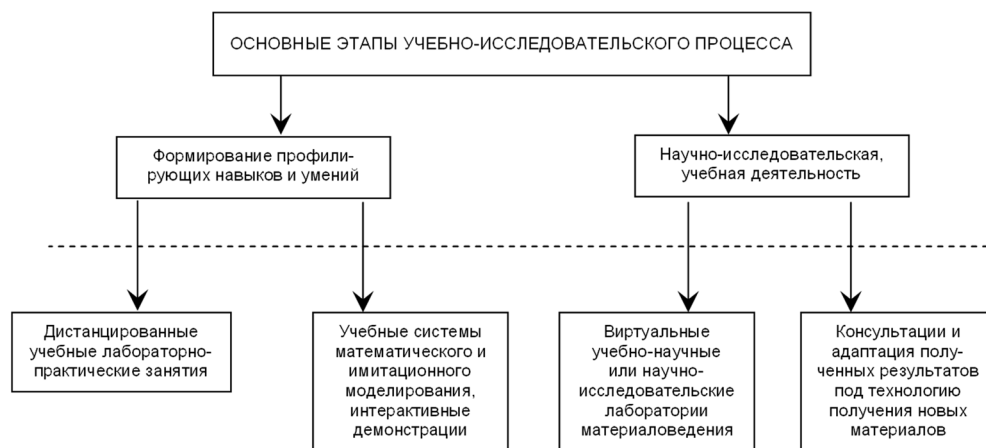 ОСНОВНЫЕ ЭТАПЫ УЧЕБНО-ИССЛЕДОВАТЕЛЬСКОГО ПРОЦЕССА
Формирование профили-
рующих навыков и умений
Научно-исследовательская,
учебная деятельность
Дистанцированные
учебные лабораторно-
практические занятия
Учебные системы
математического и
имитационного
моделирования,
интерактивные
демонстрации
Виртуальные
учебно-научные
или научно-
исследовательские
лаборатории
материаловедения
Консультации и
адаптация полу-
ченных результатов
под технологию
получения новых
материалов